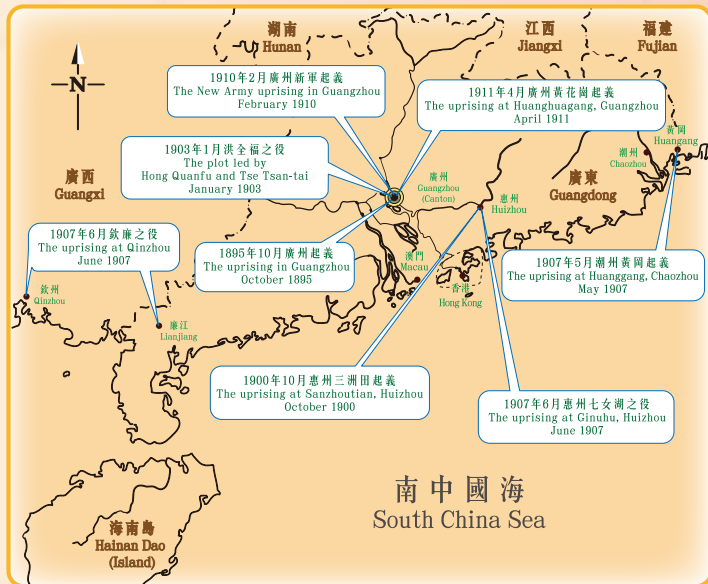 湖南
Hunan
江西
Jiangxi
福建
Fujian
N
1910年2月廣州新軍起義
The New Army uprising in Guangzhou
February 1910
1911年4月廣州黃花崗起義
The uprising at Huanghuagang, Guangzhou
April 1911
1903年1月洪全福之役
The plot led by
Hong Quanfu and Tse Tsan-tai
January 1903
黃岡
Huangang
潮州
Chaozhou
廣西
Guangxi
廣州
Guangzhou
(Canton)
惠州
Huizhou
廣東
Guangdong
1907年6月欽廉之役
The uprising at Qinzhou
June 1907
1895年10月廣州起義
The uprising in Guangzhou
October 1895
澳門
Macau
香港
Hong Kong
1907年5月潮州黃岡起義
The uprising at Huanggang, Chaozhou
May 1907
欽州
Qinzhou
廉江
Lianjiang
1900年10月惠州三洲田起義
The uprising at Sanzhoutian, Huizhou
October 1900
1907年6月惠州七女湖之役
The uprising at Ginuhu, Huizhou
June 1907
南中國海
South China Sea
海南島
Hainan Dao
(Island)